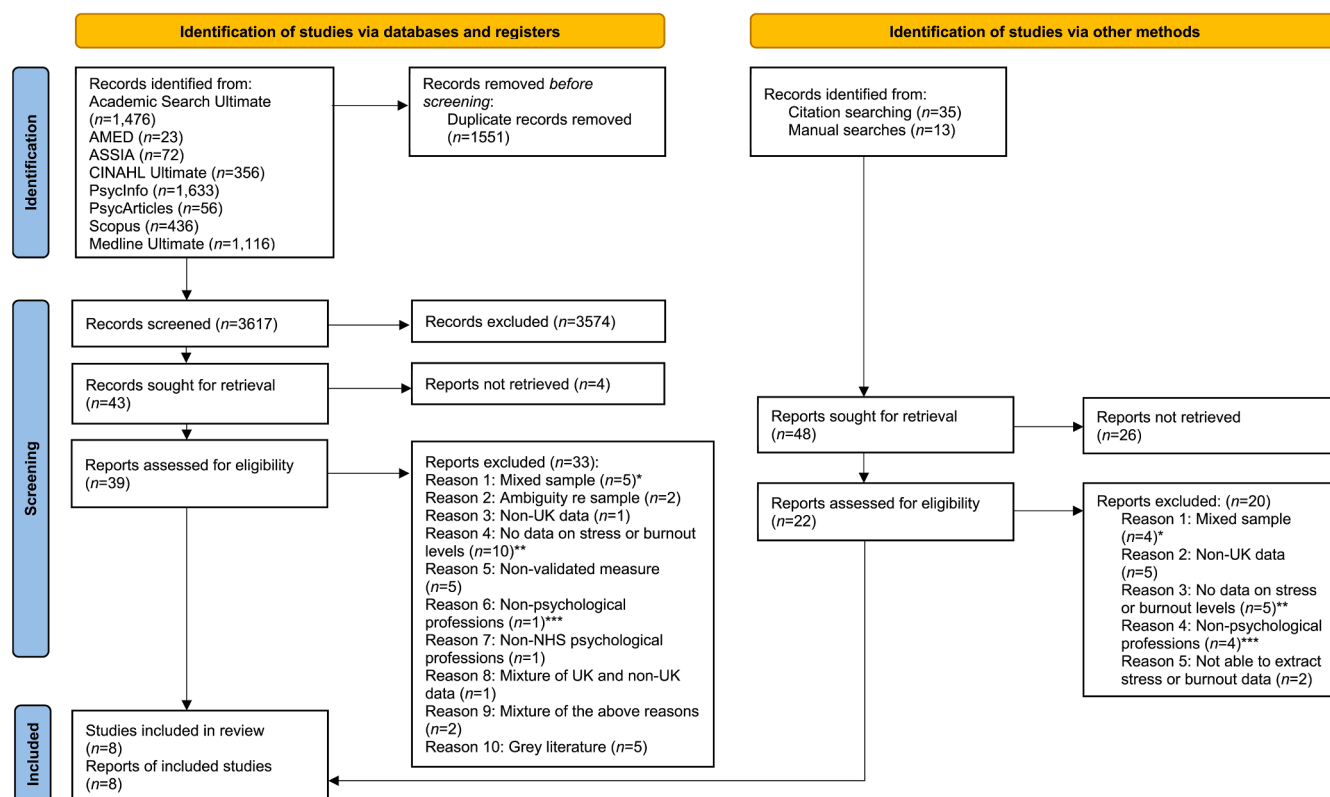 Identification of studies via databases and registers
Identification of studies via other methods
Identification
Records identified from:
Academic Search Ultimate
(n=1,476)
AMED (n=23)
ASSIA (n=72)
CINAHL Ultimate (n=356)
PsycInfo (n=1,633)
PsycArticles (n=56)
Scopus (n=436)
Medline Ultimate (n=1,116)
Records removed before
screening:
Duplicate records removed
(n=1551)
Records identified from:
Citation searching (n=35)
Manual searches (n=13)
Screening
Records screened (n=3617)
Records excluded (n=3574)
Records sought for retrieval
(n=43)
Reports not retrieved (n=4)
Reports sought for retrieval
(n=48)
Reports not retrieved
(n=26)
Reports assessed for eligibility
(n=39)
Reports excluded (n=33):
Reason 1: Mixed sample (n=5)*
Reason 2: Ambiguity re sample (n=2)
Reason 3: Non-UK data (n=1)
Reason 4: No data on stress or burnout
levels (n=10)**
Reason 5: Non-validated measure
(n=5)
Reason 6: Non-psychological
professions (n=1)***
Reason 7: Non-NHS psychological
professions (n=1)
Reason 8: Mixture of UK and non-UK
data (n=1)
Reason 9: Mixture of the above reasons
(n=2)
Reason 10: Grey literature (n=5)
Reports assessed for eligibility
(n=22)
Reports excluded: (n=20)
Reason 1: Mixed sample
(n=4)*
Reason 2: Non-UK data
(n=5)
Reason 3: No data on stress
or burnout levels (n=5)**
Reason 4: Non-psychological
professions (n=4)***
Reason 5: Not able to extract
stress or burnout data (n=2)
Included
Studies included in review
(n=8)
Reports of included studies
(n=8)